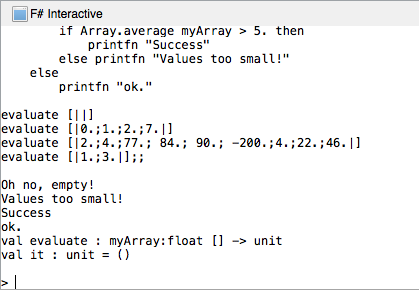 F# Interactive
        if Array.average myArray > 5. then
            printfn "Success"
        else printfn "Values too small!"
    else
        printfn "ok."
evaluate [||]
evaluate [|0.;1.;2.;7.|]
evaluate [|2.;4.;77.; 84.; 90.; -200.;4.;22.;46.|]
evaluate [|1.;3.|];;
Oh no, empty!
Values too small!
Success
ok.
val evaluate : myArray:float [] -> unit
val it : unit = ()
>